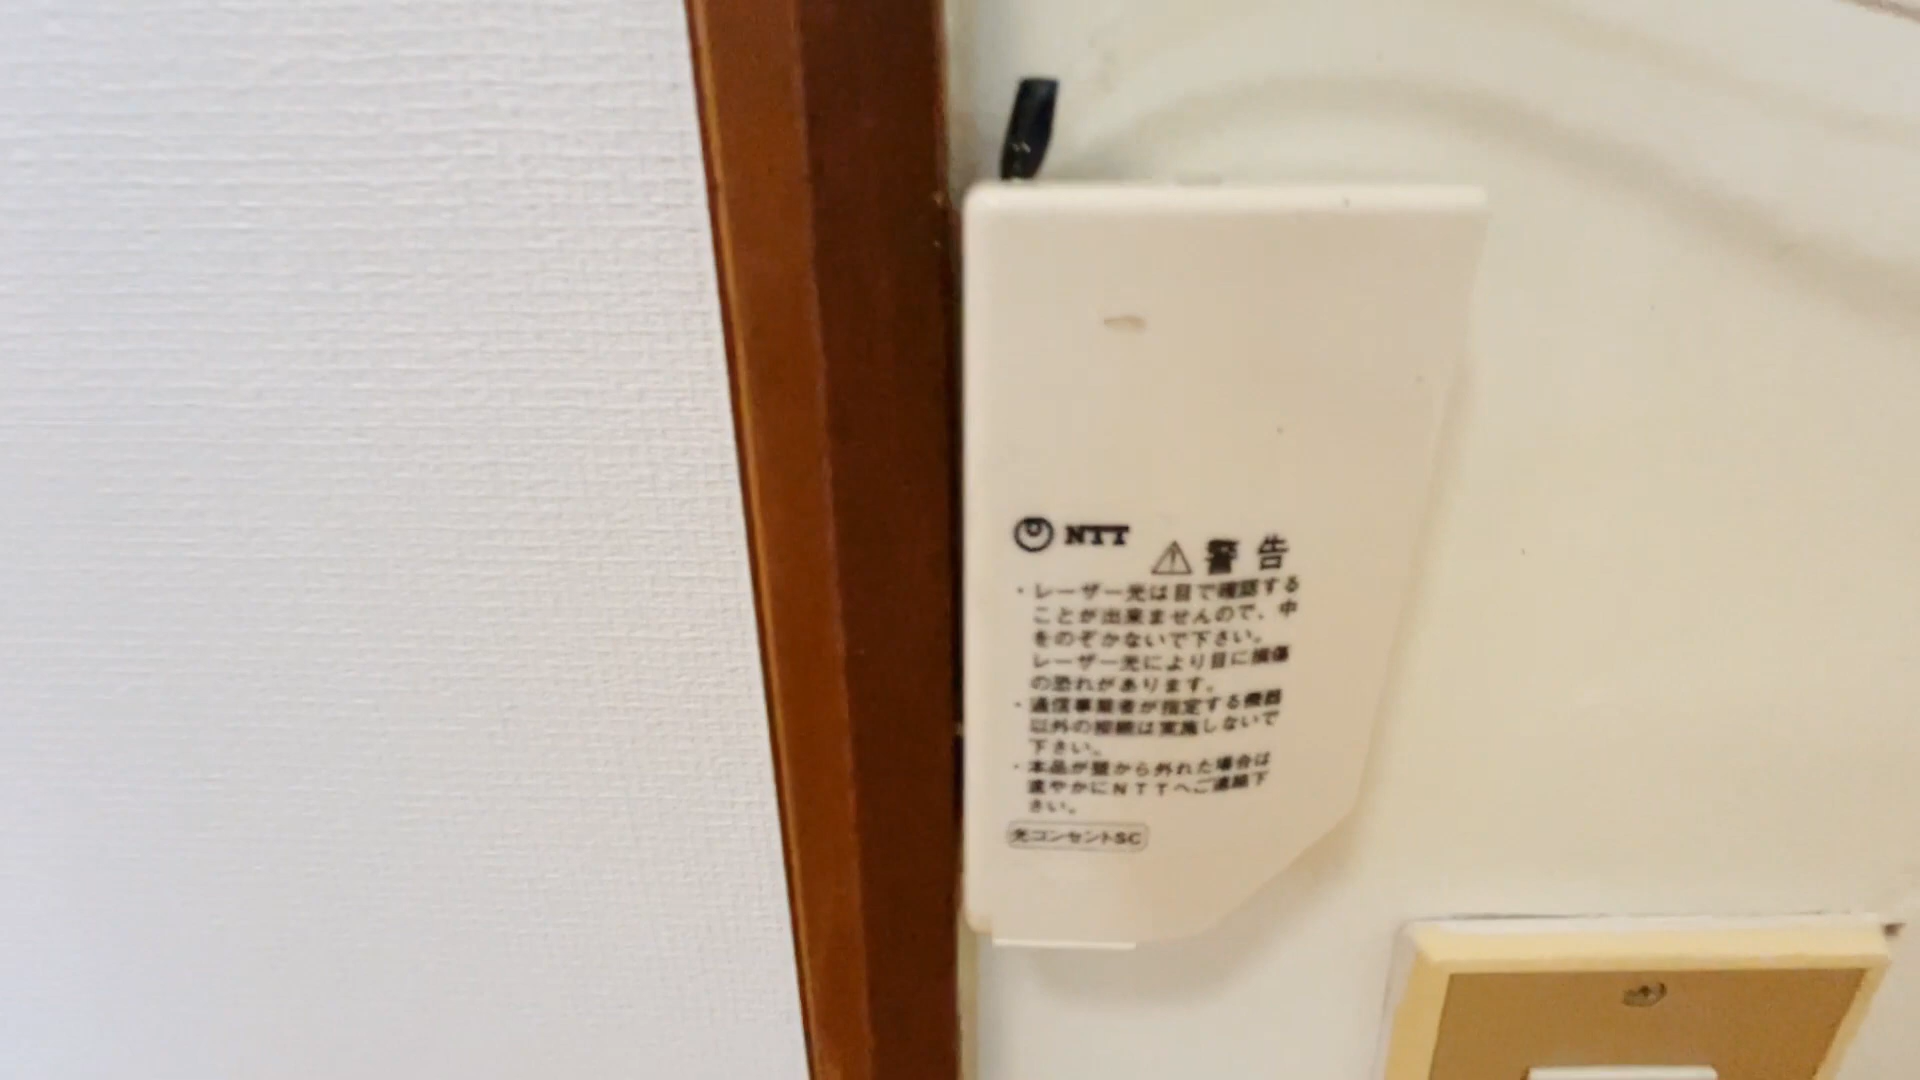 NTT
⚠警告
・レーザー光は目で確認する
ことが出来ませんので、中
をのぞかないで下さい。
レーザー光により目に損傷
の恐れがあります。
・通信事業者が指定する機器
以外の接続は実施しないで
下さい。
・本品が壁から外れた場合は
速やかにNTTへご連絡下
さい。
光コンセントSC